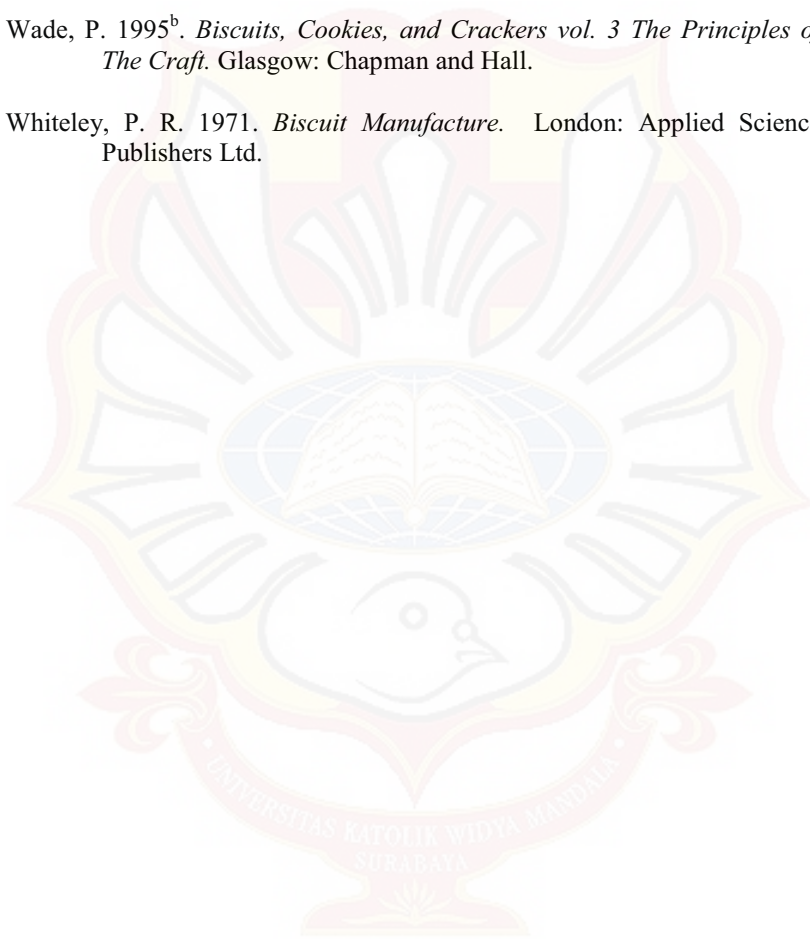 Wade, P. 1995ᵇ. Biscuits, Cookies, and Crackers vol. 3 The Principles of
The Craft. Glasgow: Chapman and Hall.
Whiteley, P. R. 1971. Biscuit Manufacture. London: Applied Scienc
Publishers Ltd.
UNIVERSITAS KATOLIK WIDYA MANDALA
SURABAYA